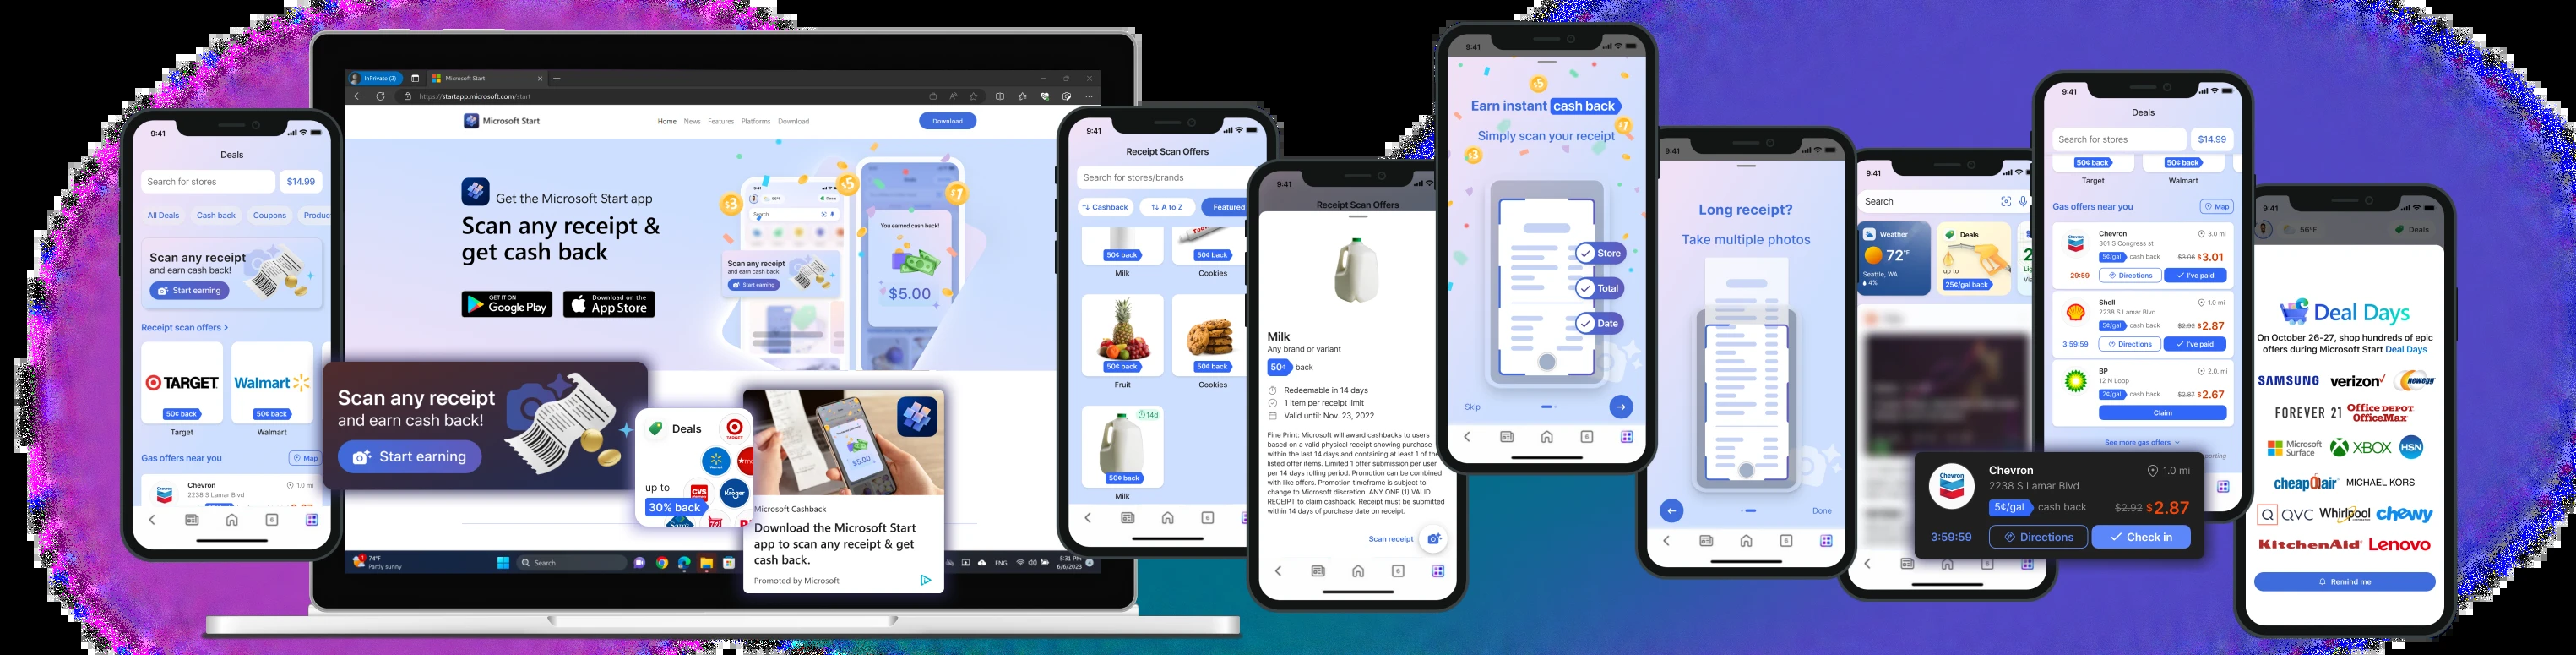 9:41
Deals
Search for stores
$14.99
All Deals
Cash back
Coupons
Produc
Scan any receipt
and earn cash back!
Start earning
Receipt scan offers >
TARGET
Walmart
50¢ back
50¢ back
Target
Walmart
Gas offers near you
Map
Chevron
2238 S Lamar Blvd
1.0 mi
InPrivate (2)
Microsoft Start
https://startapp.microsoft.com/start
Microsoft Start
Home
News
Features
Platforms
Download
Download
Get the Microsoft Start app
Scan any receipt &
get cash back
GET IT ON
Google Play
Download on the
App Store
$3
$5
$7
Search
Scan any receipt
and earn cash back!
Start earning
You earned cash back!
$5.00
74°F
Partly sunny
Search
ENG
5:31 PM
6/6/2023
Scan any receipt
and earn cash back!
Start earning
Deals
TARGET
Walmart
CVS
Kroger
up to
30% back
$5.00
Microsoft Cashback
Download the Microsoft Start
app to scan any receipt & get
cash back.
Promoted by Microsoft
9:41
Receipt Scan Offers
Search for stores/brands
Cashback
A to Z
Featured
50¢ back
50¢ back
Milk
Cookies
50¢ back
50¢ back
Fruit
Cookies
14d
50¢ back
Milk
9:41
Receipt Scan Offers
Milk
Any brand or variant
50¢ back
Redeemable in 14 days
1 item per receipt limit
Valid until: Nov. 23, 2022
Fine Print: Microsoft will award cashbacks to users
based on a valid physical receipt showing purchase
within the last 14 days and containing at least 1 of the
listed offer items. Limited 1 offer submission per user
per 14 days rolling period. Promotion can be combined
with like offers. Promotion timeframe is subject to
change to Microsoft discretion. ANY ONE (1) VALID
RECEIPT to claim cashback. Receipt must be submitted
within 14 days of purchase date on receipt.
Scan receipt
9:41
$5
Earn instant cash back
$7
Simply scan your receipt
$3
Store
Total
Date
Skip
9:41
Long receipt?
Take multiple photos
Done
9:41
Search
Weather
72°F
Seattle, WA
4%
Deals
up to
25¢/gal back
9:41
Deals
Search for stores
$14.99
50¢ back
50¢ back
Target
Walmart
Gas offers near you
Map
Chevron
301 S Congress st
3.0 mi
5¢/gal cash back
$3.06 $3.01
29:59
Directions
I've paid
Shell
2238 S Lamar Blvd
1.0 mi
5¢/gal cash back
$2.92 $2.87
3:59:59
Directions
I've paid
BP
12 N Loop
2.0. mi
2¢/gal cash back
$2.87 $2.67
Claim
See more gas offers
Chevron
Chevron
2238 S Lamar Blvd
1.0 mi
5¢/gal cash back
$2.92 $2.87
3:59:59
Directions
Check in
9:41
56°F
Deals
Deal Days
On October 26-27, shop hundreds of epic
offers during Microsoft Start Deal Days
SAMSUNG
verizon
newegg
FOREVER 21
Office DEPOT
OfficeMax
Microsoft
Surface
XBOX
HSN
cheapOair
MICHAEL KORS
QVC
Whirlpool
chewy
KitchenAid
Lenovo
Remind me